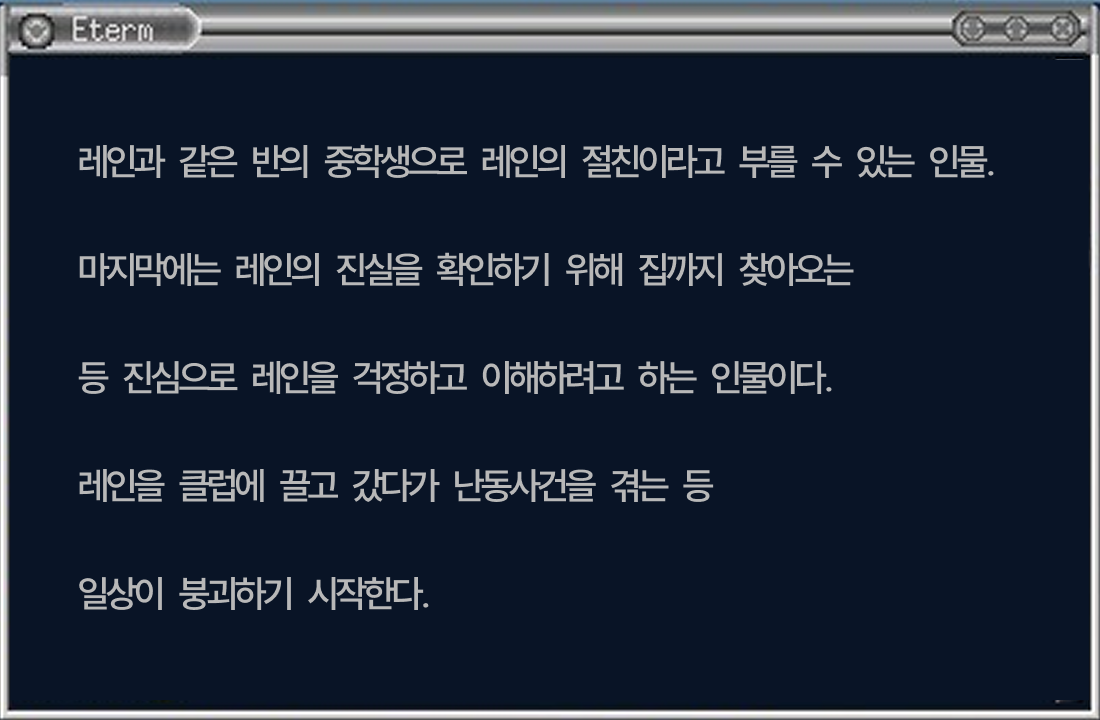 Eterm
레인과 같은 반의 중학생으로 레인의 절친이라고 부를 수 있는 인물.
마지막에는 레인의 진실을 확인하기 위해 집까지 찾아오는
등 진심으로 레인을 걱정하고 이해하려고 하는 인물이다.
레인을 클럽에 끌고 갔다가 난동사건을 겪는 등
일상이 붕괴하기 시작한다.